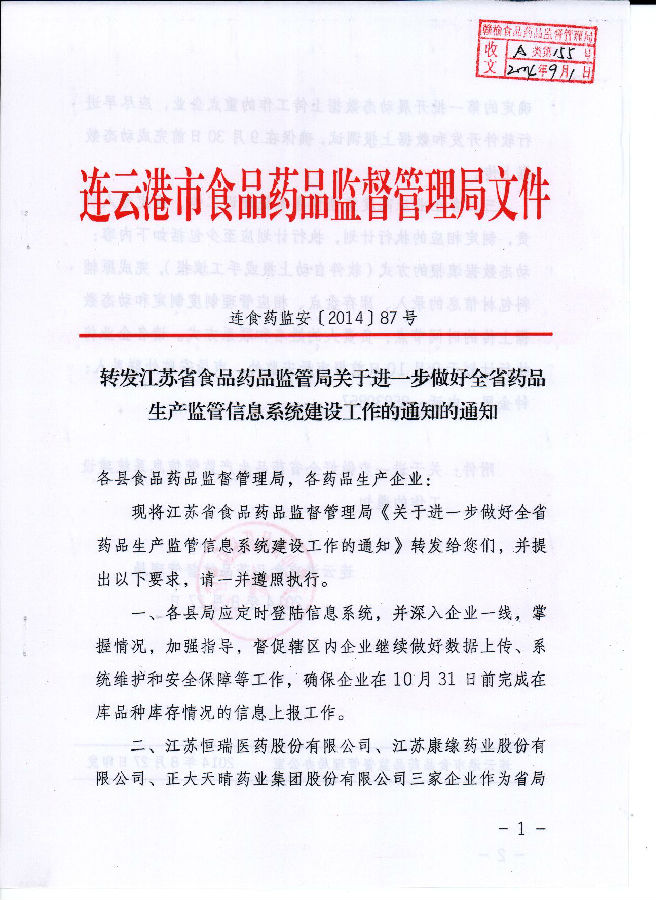 赣榆食品药品监督管理局
收文 A 类第155号
2014年9月1日
连云港市食品药品监督管理局文件
连食药监安〔2014〕87号
转发江苏省食品药品监管局关于进一步做好全省药品
生产监管信息系统建设工作的通知的通知
各县食品药品监督管理局，各药品生产企业：
现将江苏省食品药品监督管理局《关于进一步做好全省
药品生产监管信息系统建设工作的通知》转发给你们，并提
出以下要求，请一并遵照执行。
一、各县局应定时登陆信息系统，并深入企业一线，掌
握情况，加强指导，督促辖区内企业继续做好数据上传、系
统维护和安全保障等工作，确保企业在10月31日前完成在
库品种库存情况的信息上报工作。
二、江苏恒瑞医药股份有限公司、江苏康缘药业股份有
限公司、正大天晴药业集团股份有限公司三家企业作为省局
- 1 -